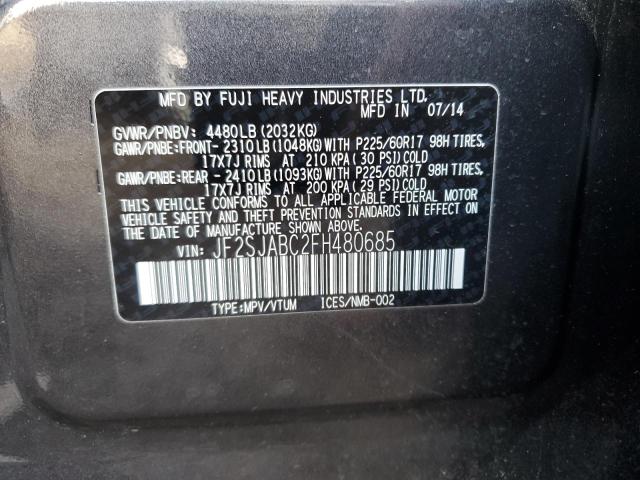 MFD BY FUJI HEAVY INDUSTRIES LTD.
MFD IN 07/14
GVWR/PNBV: 4480LB (2032KG)
GAWR/PNBE:FRONT- 2310LB (1048KG)WITH P225/60R17 98H TIRES,
17X7J RIMS AT 210 KPA ( 30 PSI) COLD
GAWR/PNBE:REAR - 2410LB (1093KG)WITH P225/60R17 98H TIRES,
17X7J RIMS AT 200 KPA ( 29 PSI) COLD
THIS VEHICLE CONFORMS TO ALL APPLICABLE FEDERAL MOTOR
VEHICLE SAFETY AND THEFT PREVENTION STANDARDS IN EFFECT ON
THE DATE OF MANUFACTURE SHOWN ABOVE.
VIN: JF2SJABC2FH480685
TYPE:MPV/VTUM ICES/NMB-002